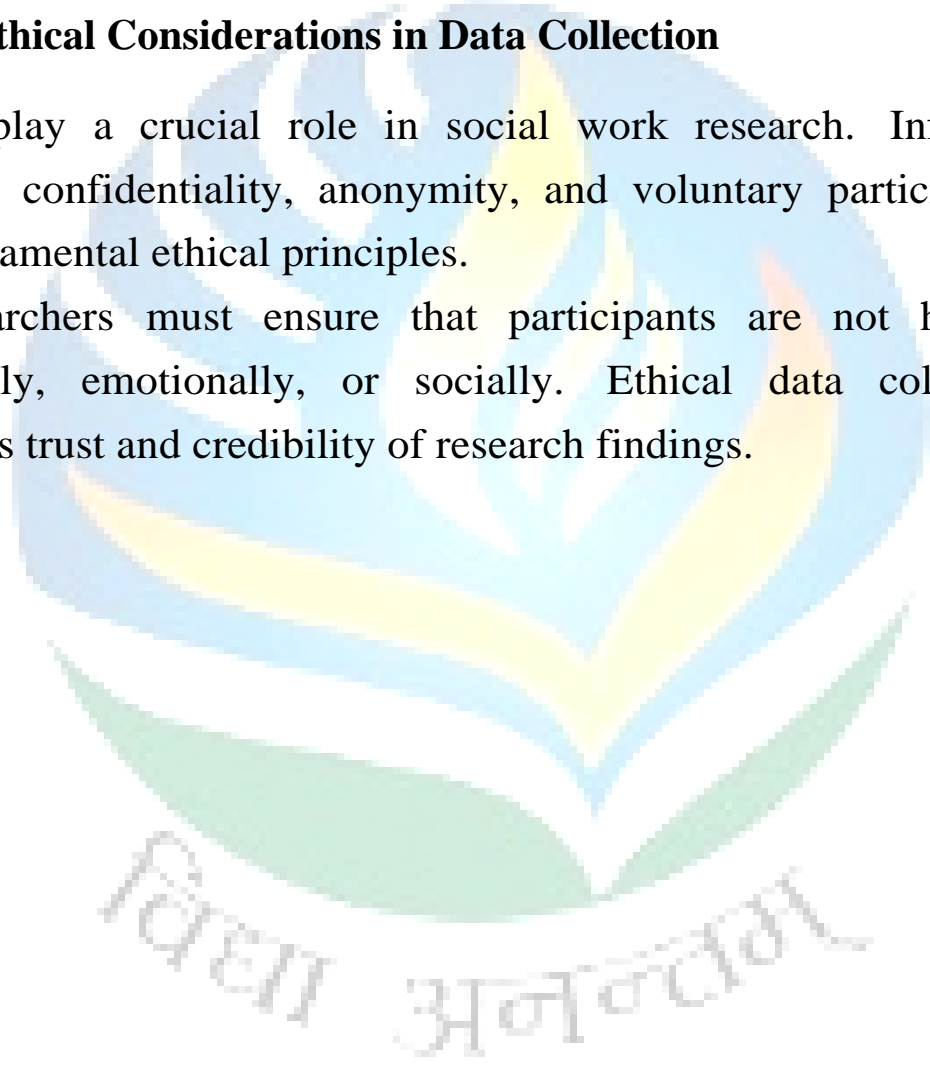 thical Considerations in Data Collection
play a crucial role in social work research. Inf
confidentiality, anonymity, and voluntary partic
amental ethical principles.
archers must ensure that participants are not h
ly, emotionally, or socially. Ethical data col
s trust and credibility of research findings.
विद्या अनन्तम्